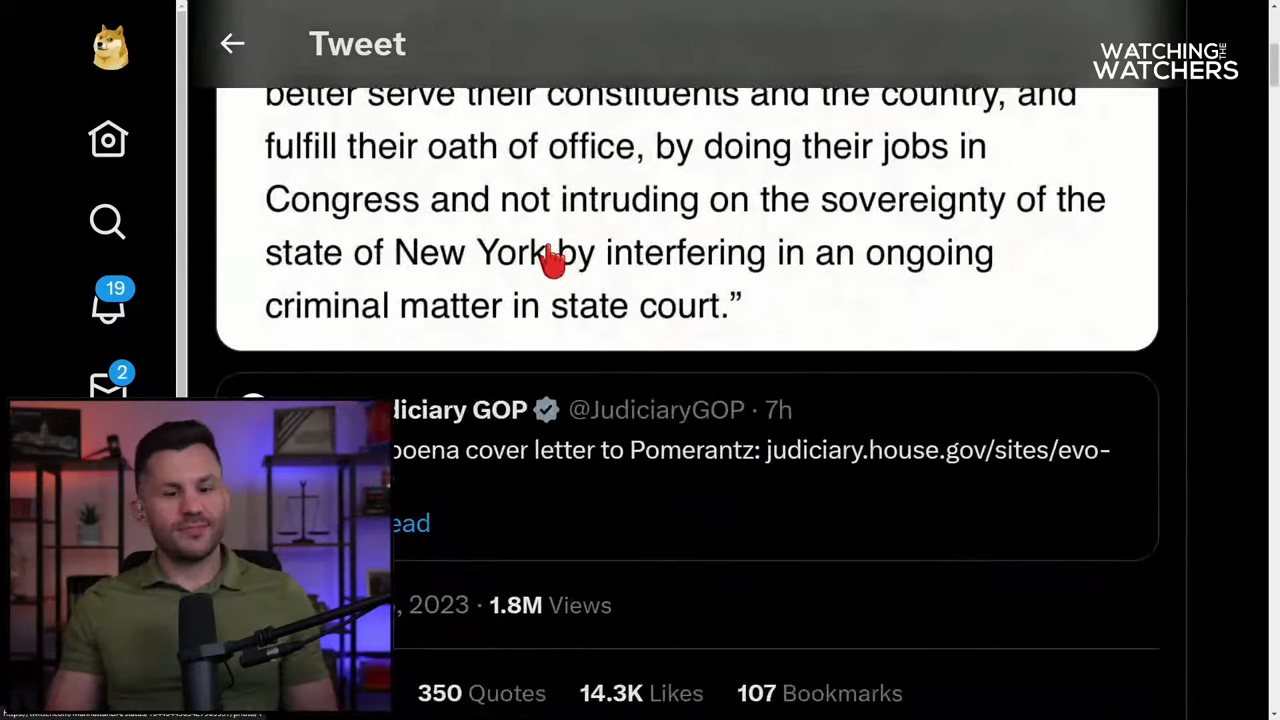 Tweet
WATCHING THE
WATCHERS
better serve their constituents and the country, and
fulfill their oath of office, by doing their jobs in
Congress and not intruding on the sovereignty of the
state of New York by interfering in an ongoing
criminal matter in state court.”
19
2
diciary GOP @JudiciaryGOP · 7h
poena cover letter to Pomerantz: judiciary.house.gov/sites/evo-
ead
, 2023 · 1.8M Views
350 Quotes 14.3K Likes 107 Bookmarks